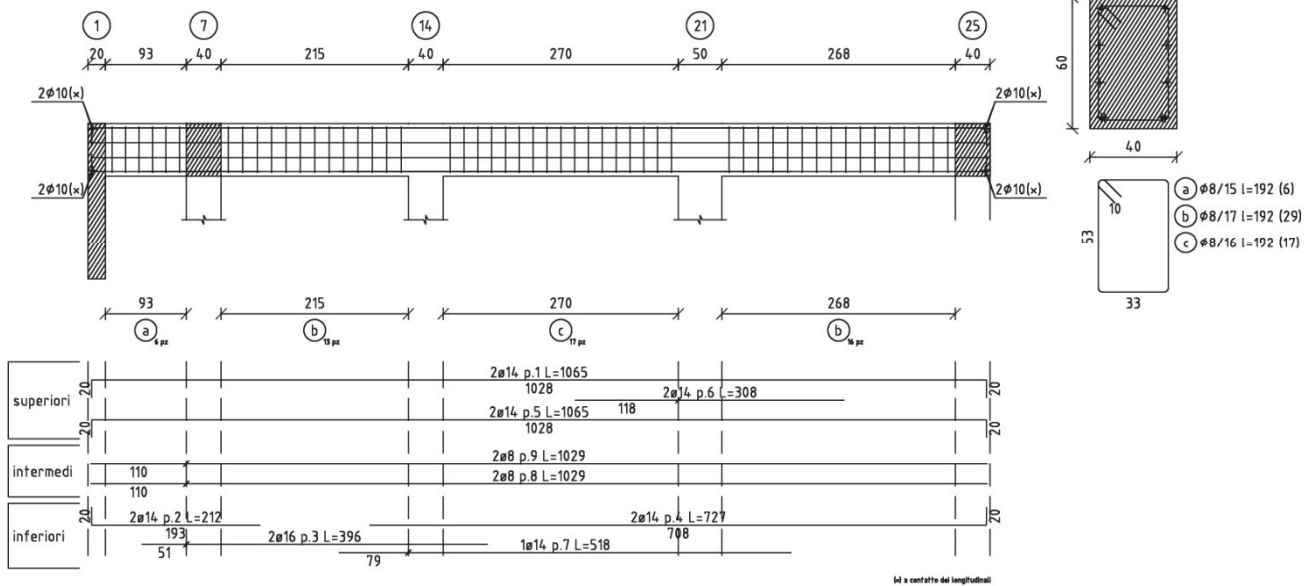 1 7 14 21 25
20 93 40 215 40 270 50 268 40
2Ø10(×) 2Ø10(×)
2Ø10(×) 2Ø10(×)
60
40
10
53
33
a Ø8/15 l=192 (6)
b Ø8/17 l=192 (29)
c Ø8/16 l=192 (17)
93 215 270 268
a 6 pz b 13 pz c 17 pz b 16 pz
superiori
20 2ø14 p.1 L=1065 20
1028
2ø14 p.6 L=308
118
20 2ø14 p.5 L=1065 20
1028
intermedi
2ø8 p.9 L=1029
110
2ø8 p.8 L=1029
110
inferiori
20 2ø14 p.2 L=212 2ø14 p.4 L=727 20
193 708
2ø16 p.3 L=396
51
1ø14 p.7 L=518
79
(×) a contatto dei longitudinali